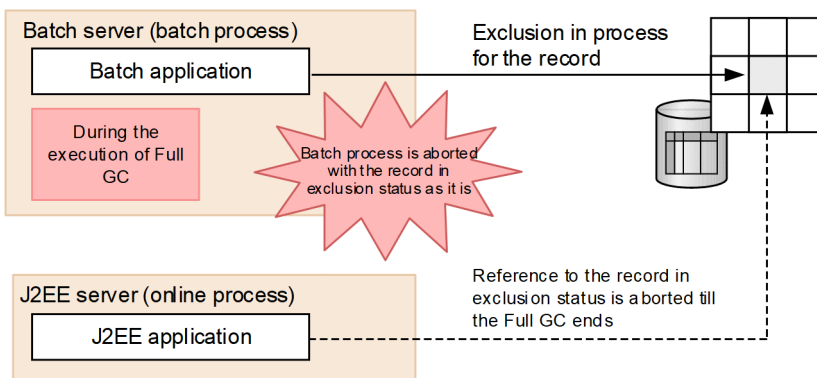 Batch server (batch process)
Batch application
Exclusion in process
for the record
During the
execution of Full
GC
Batch process is aborted
with the record in
exclusion status as it is
J2EE server (online process)
J2EE application
Reference to the record in
exclusion status is aborted till
the Full GC ends